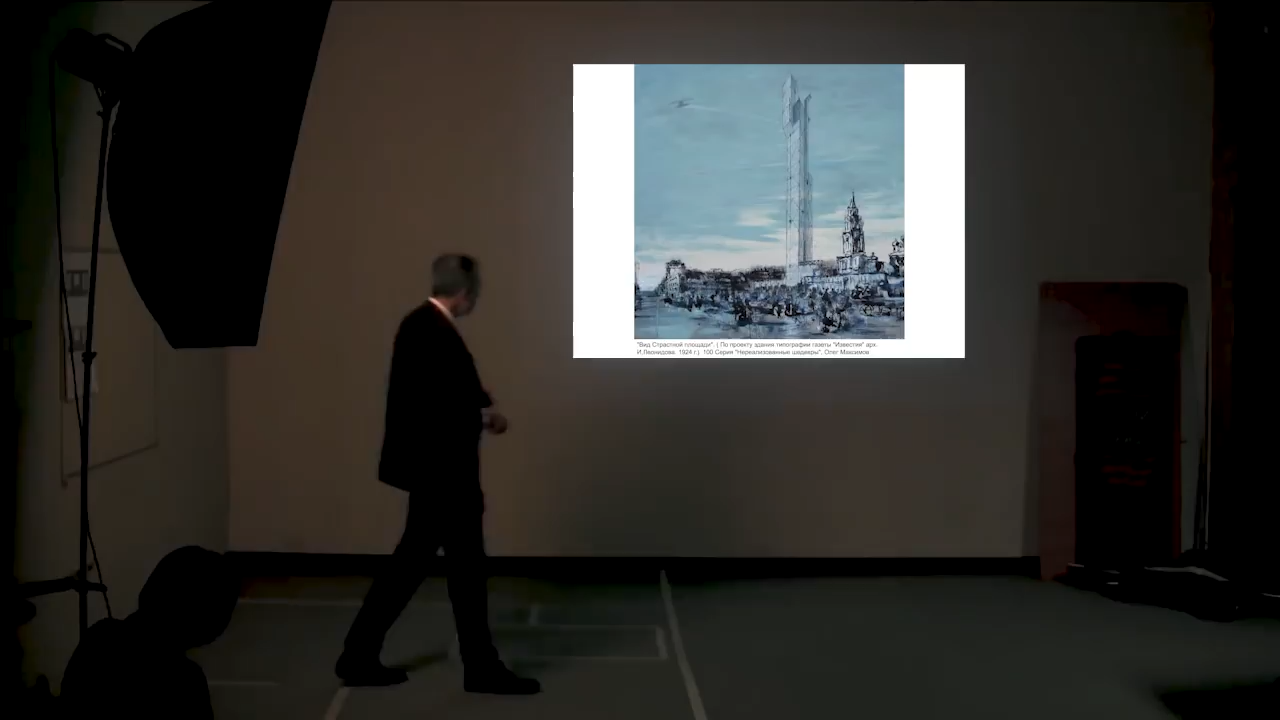 "Вид Страстной площади". ( По проекту здания типографии газеты "Известия" арх.
И.Леонидова. 1924 г.). 100 Серия "Нереализованные шедевры", Олег Максимов